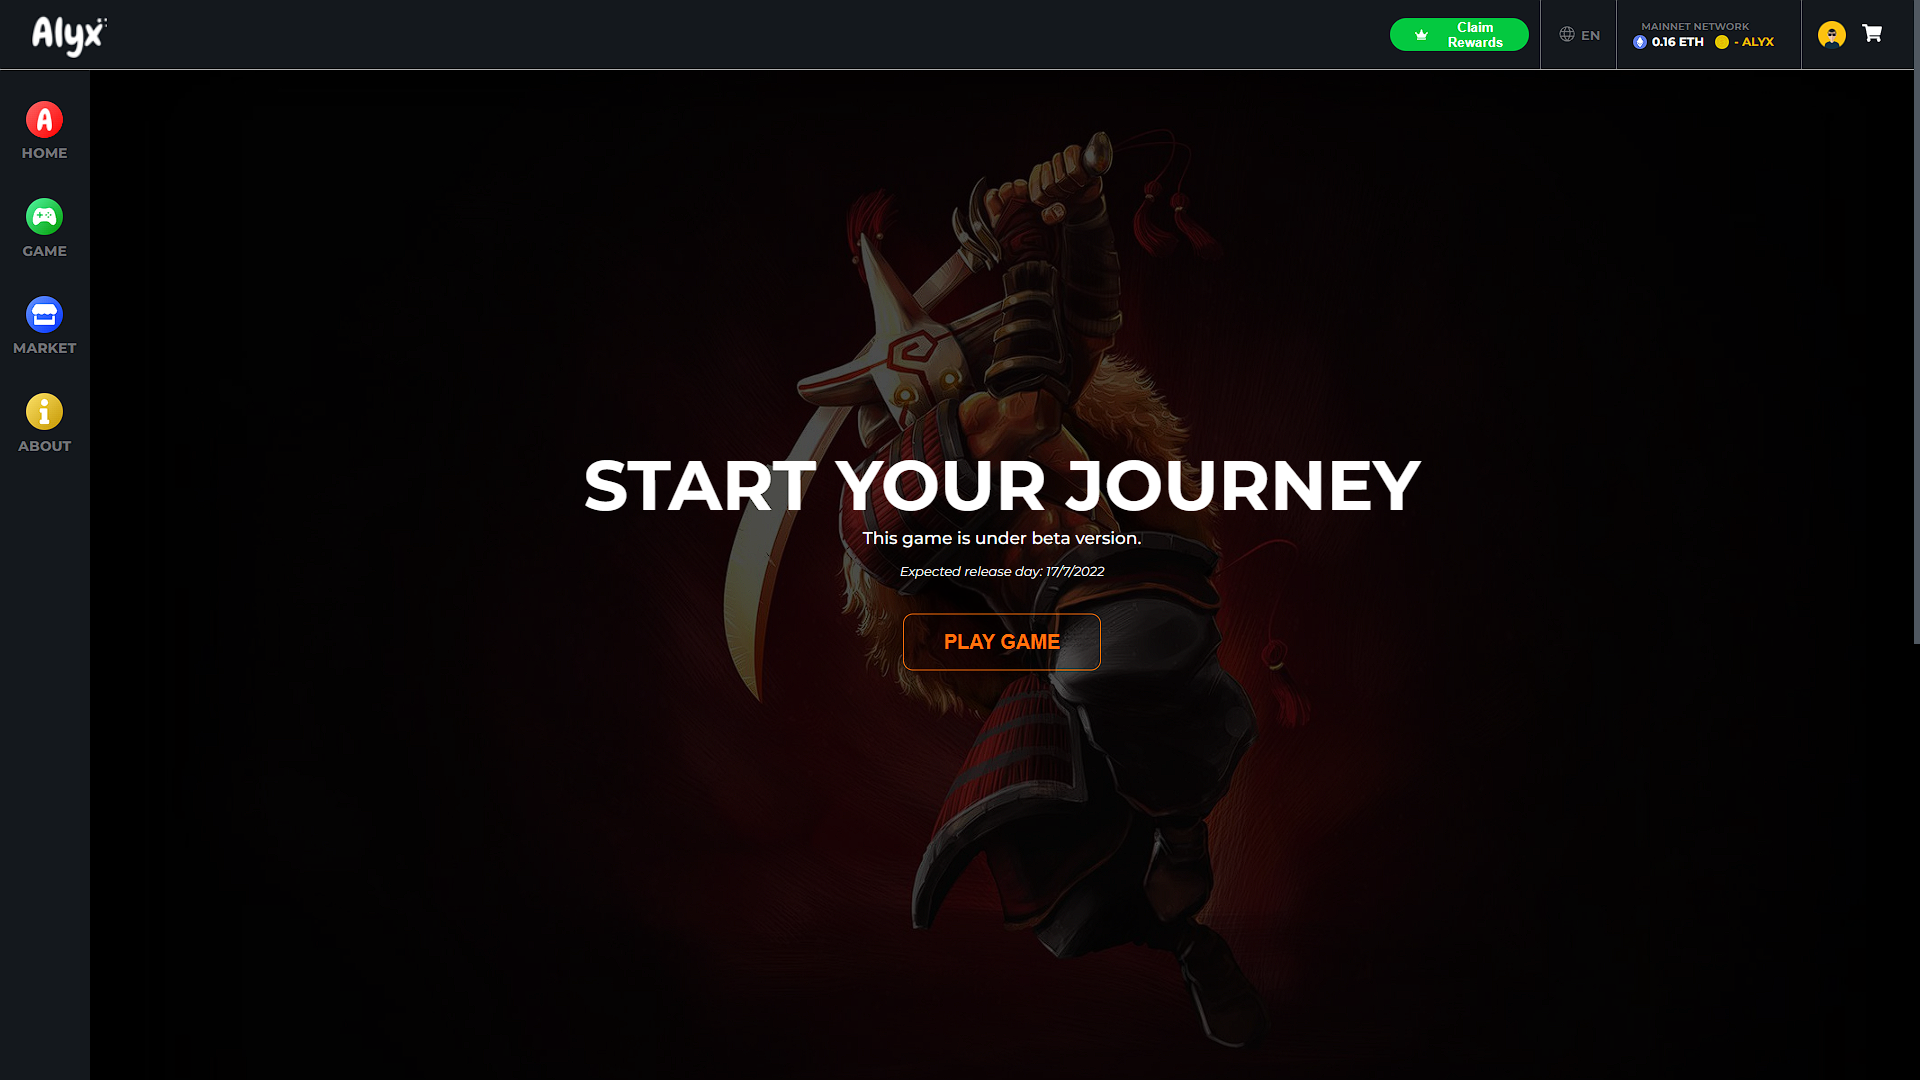 Alyx
Claim
Rewards
EN
MAINNET NETWORK
0.16 ETH - ALYX
A
HOME
GAME
MARKET
ABOUT
START YOUR JOURNEY
This game is under beta version.
Expected release day: 17/7/2022
PLAY GAME